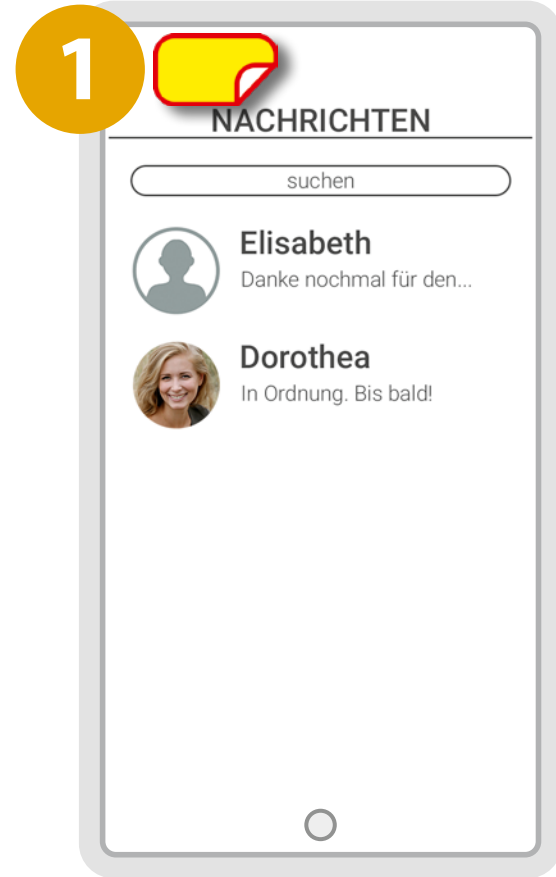 1
NACHRICHTEN
suchen
Elisabeth
Danke nochmal für den...
Dorothea
In Ordnung. Bis bald!